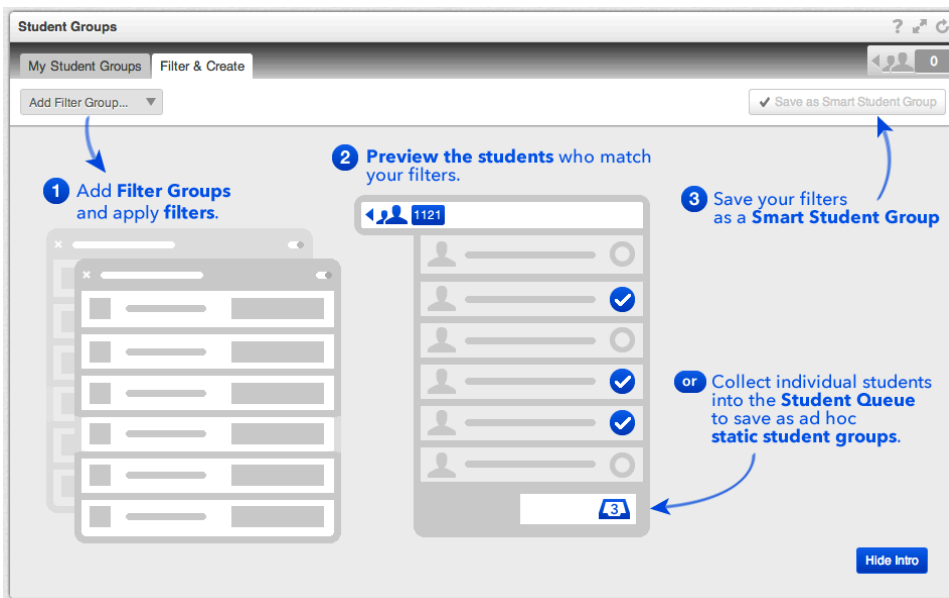 Student Groups
?
My Student Groups
Filter & Create
0
Add Filter Group...
Save as Smart Student Group
1 Add Filter Groups
and apply filters.
2 Preview the students who match
your filters.
1121
3 Save your filters
as a Smart Student Group
or Collect individual students
into the Student Queue
to save as ad hoc
static student groups.
3
Hide Intro